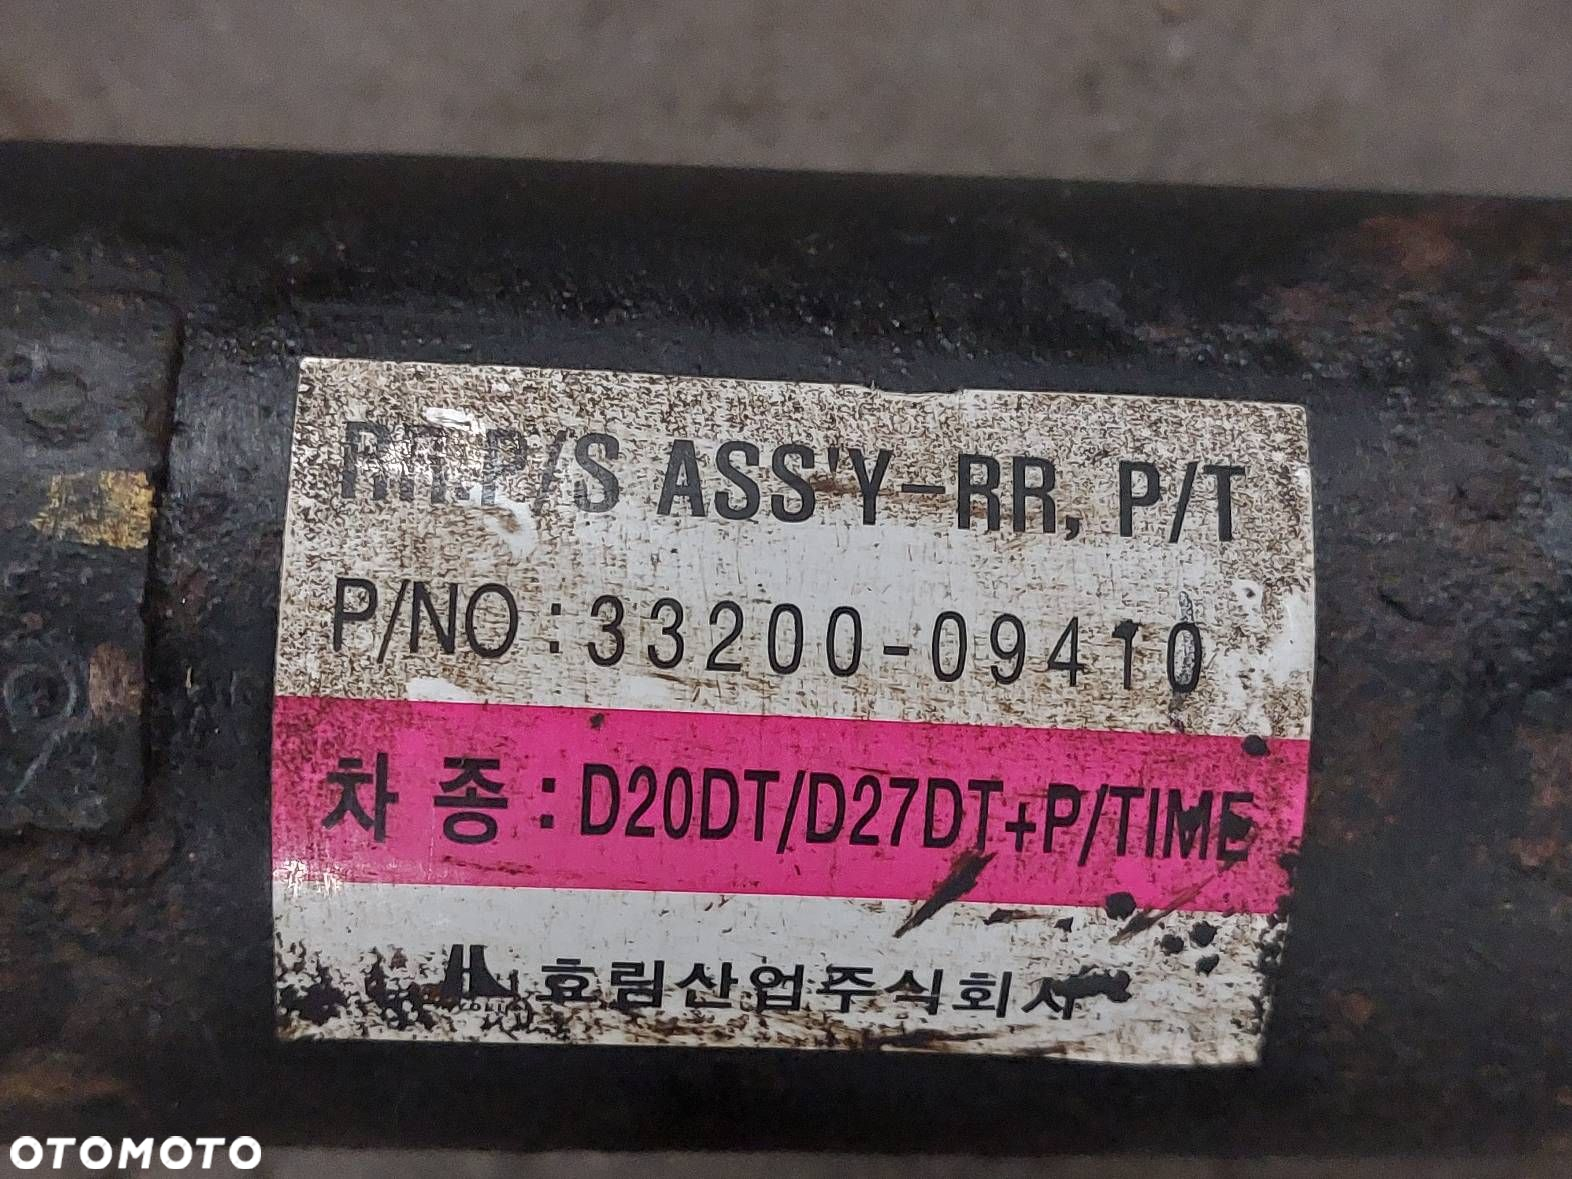 RR.P/S ASS'Y-RR, P/T
P/NO : 33200-09410
차 종 : D20DT/D27DT+P/TIME
효림산업주식회사
OTOMOTO